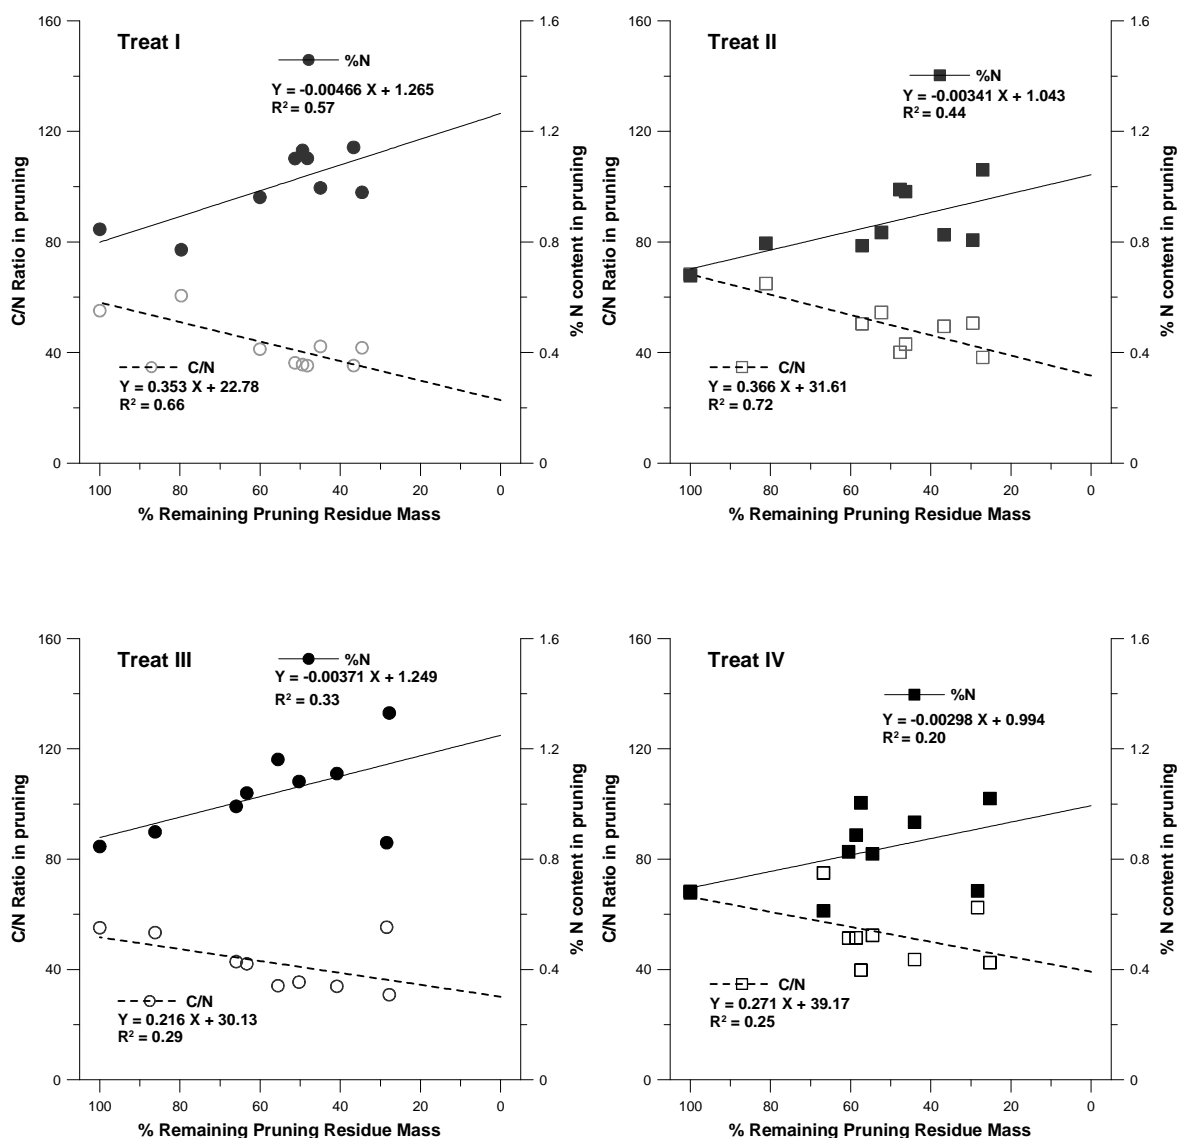 Treat I
%N
Y = -0.00466 X + 1.265
R² = 0.57
C/N
Y = 0.353 X + 22.78
R² = 0.66
160
120
80
40
0
C/N Ratio in pruning
1.6
1.2
0.8
0.4
0
% N content in pruning
100 80 60 40 20 0
% Remaining Pruning Residue Mass
Treat II
%N
Y = -0.00341 X + 1.043
R² = 0.44
C/N
Y = 0.366 X + 31.61
R² = 0.72
160
120
80
40
0
C/N Ratio in pruning
1.6
1.2
0.8
0.4
0
% N content in pruning
100 80 60 40 20 0
% Remaining Pruning Residue Mass
Treat III
%N
Y = -0.00371 X + 1.249
R² = 0.33
C/N
Y = 0.216 X + 30.13
R² = 0.29
160
120
80
40
0
C/N Ratio in pruning
1.6
1.2
0.8
0.4
0
% N content in pruning
100 80 60 40 20 0
% Remaining Pruning Residue Mass
Treat IV
%N
Y = -0.00298 X + 0.994
R² = 0.20
C/N
Y = 0.271 X + 39.17
R² = 0.25
160
120
80
40
0
C/N Ratio in pruning
1.6
1.2
0.8
0.4
0
% N content in pruning
100 80 60 40 20 0
% Remaining Pruning Residue Mass